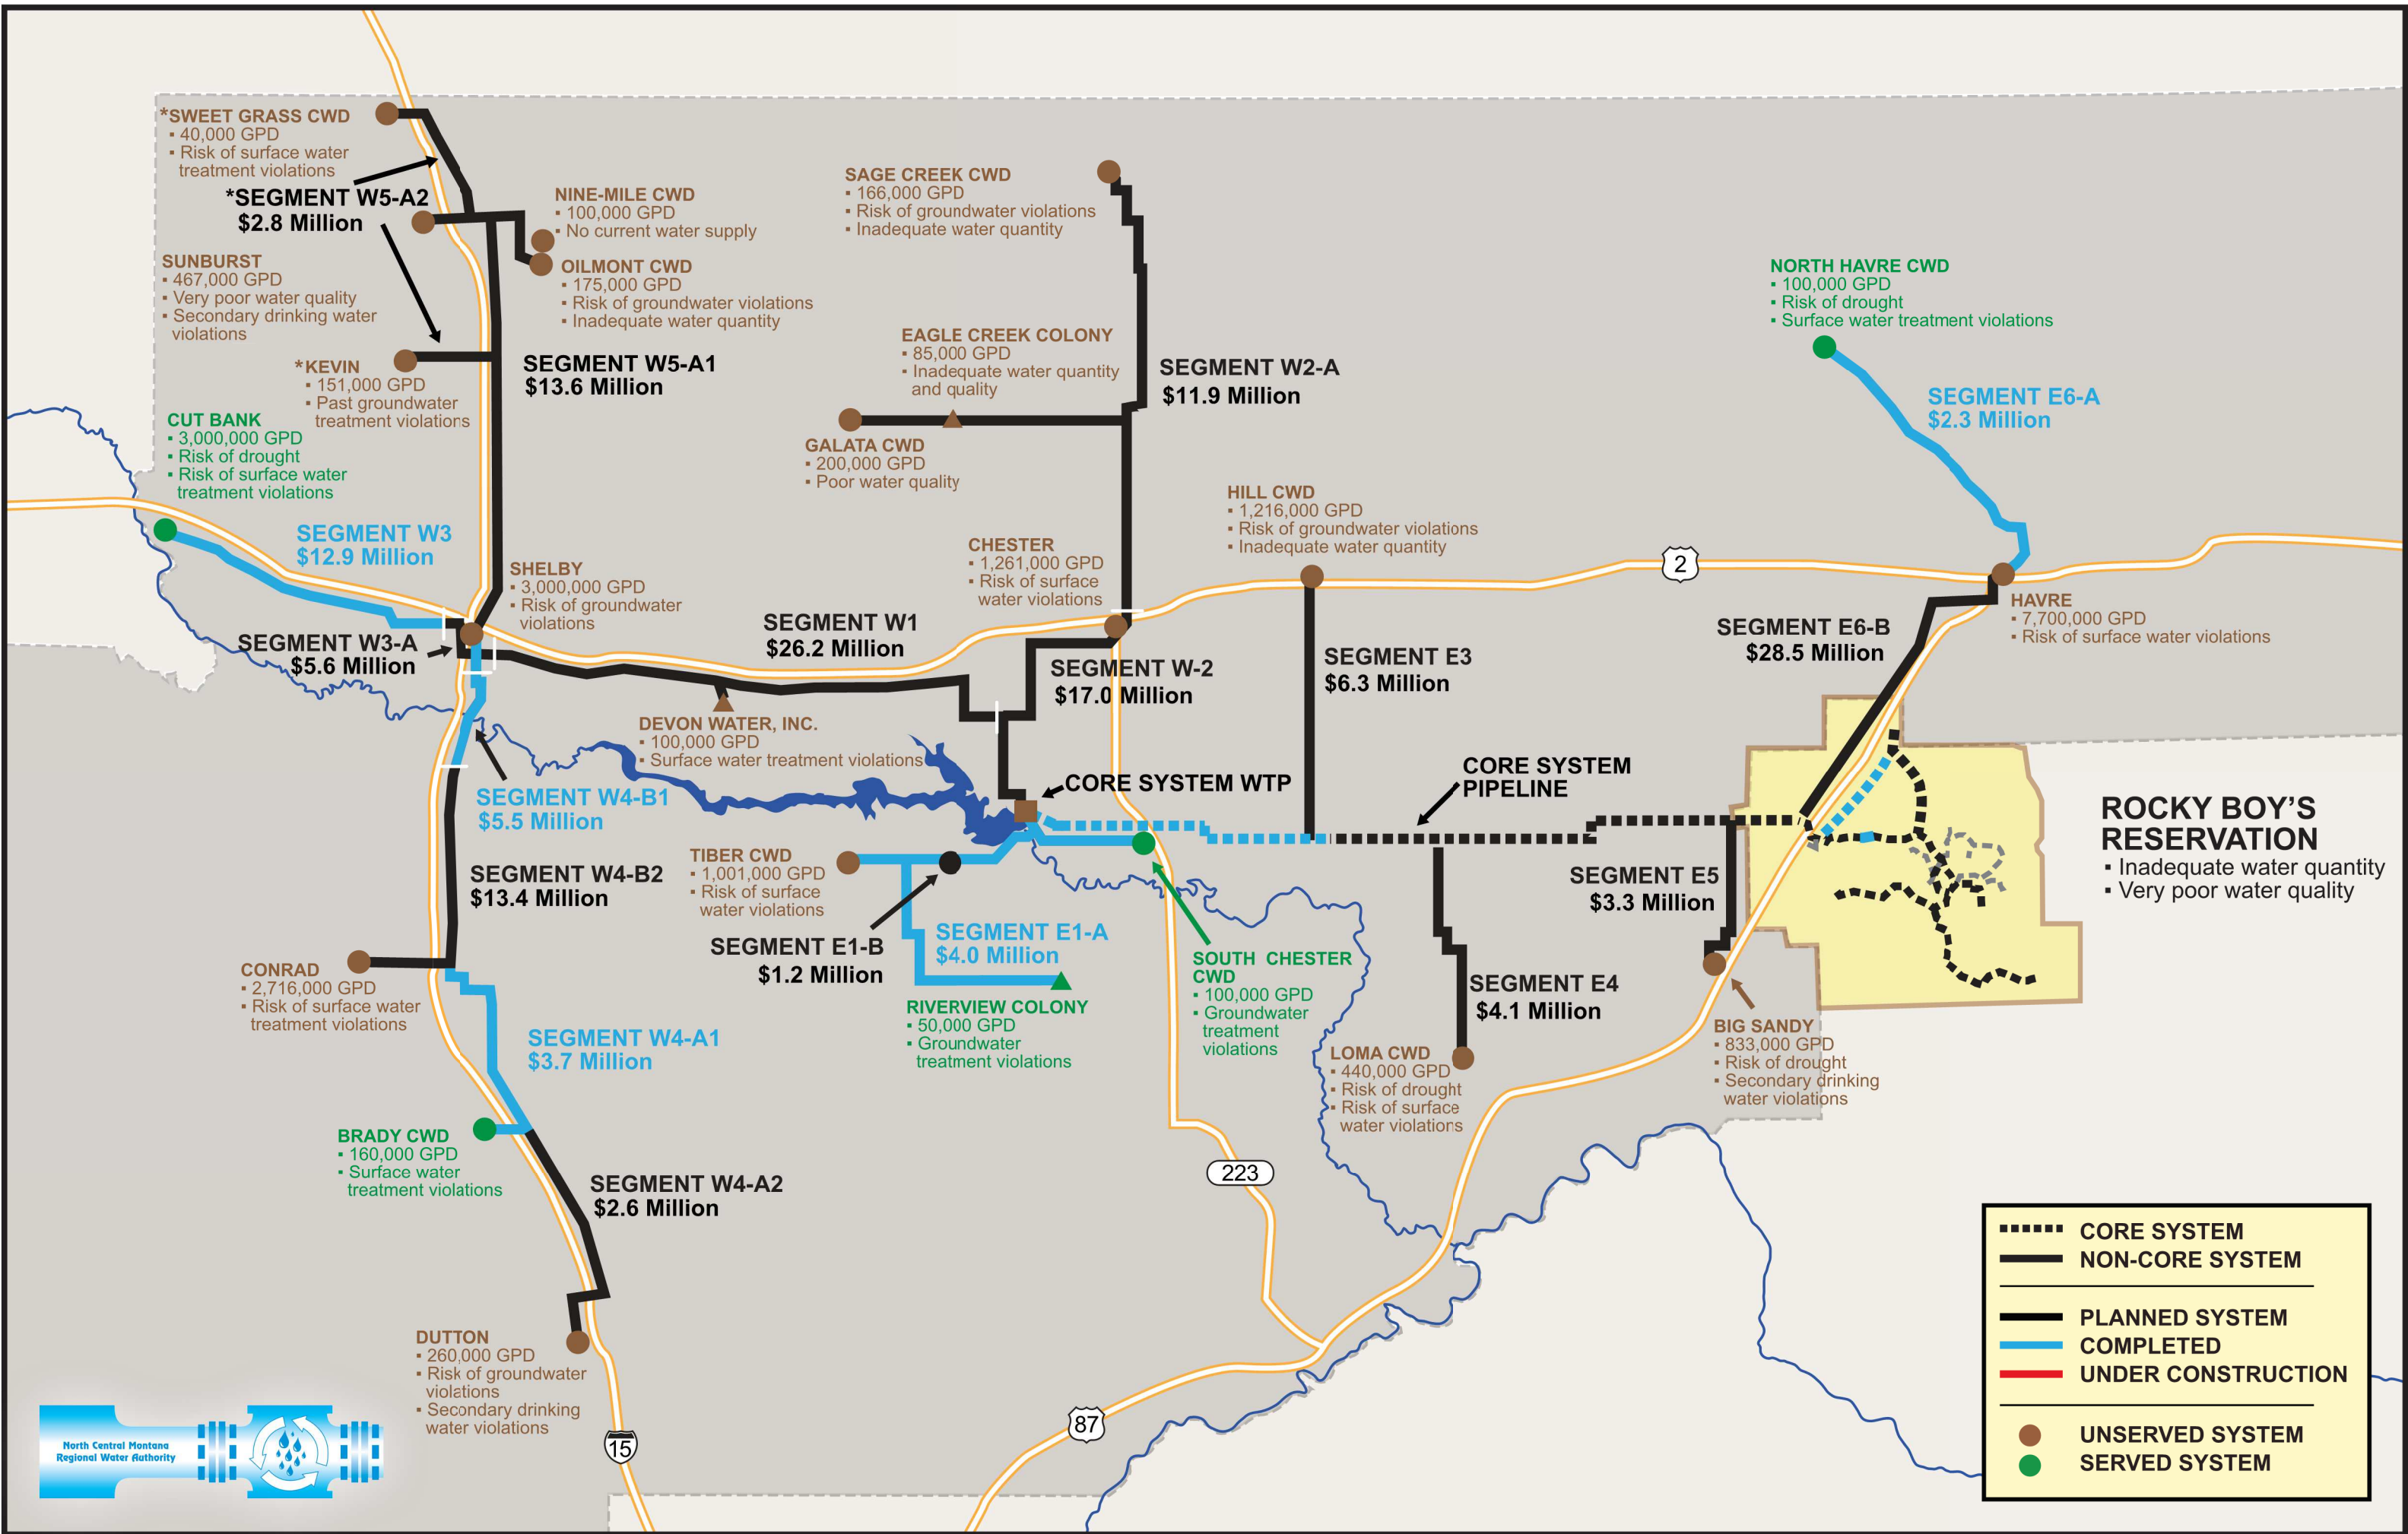 *SWEET GRASS CWD
▪ 40,000 GPD
▪ Risk of surface water
treatment violations
*SEGMENT W5-A2
$2.8 Million
NINE-MILE CWD
▪ 100,000 GPD
▪ No current water supply
OILMONT CWD
▪ 175,000 GPD
▪ Risk of groundwater violations
▪ Inadequate water quantity
SUNBURST
▪ 467,000 GPD
▪ Very poor water quality
▪ Secondary drinking water
violations
*KEVIN
▪ 151,000 GPD
▪ Past groundwater
treatment violations
SEGMENT W5-A1
$13.6 Million
SAGE CREEK CWD
▪ 166,000 GPD
▪ Risk of groundwater violations
▪ Inadequate water quantity
EAGLE CREEK COLONY
▪ 85,000 GPD
▪ Inadequate water quantity
and quality
SEGMENT W2-A
$11.9 Million
GALATA CWD
▪ 200,000 GPD
▪ Poor water quality
NORTH HAVRE CWD
▪ 100,000 GPD
▪ Risk of drought
▪ Surface water treatment violations
SEGMENT E6-A
$2.3 Million
CUT BANK
▪ 3,000,000 GPD
▪ Risk of drought
▪ Risk of surface water
treatment violations
SEGMENT W3
$12.9 Million
SHELBY
▪ 3,000,000 GPD
▪ Risk of groundwater
violations
CHESTER
▪ 1,261,000 GPD
▪ Risk of surface
water violations
HILL CWD
▪ 1,216,000 GPD
▪ Risk of groundwater violations
▪ Inadequate water quantity
2
HAVRE
▪ 7,700,000 GPD
▪ Risk of surface water violations
SEGMENT W3-A
$5.6 Million
SEGMENT W1
$26.2 Million
SEGMENT W-2
$17.0 Million
SEGMENT E3
$6.3 Million
SEGMENT E6-B
$28.5 Million
DEVON WATER, INC.
▪ 100,000 GPD
▪ Surface water treatment violations
CORE SYSTEM WTP
CORE SYSTEM
PIPELINE
SEGMENT W4-B1
$5.5 Million
ROCKY BOY'S
RESERVATION
▪ Inadequate water quantity
▪ Very poor water quality
SEGMENT W4-B2
$13.4 Million
TIBER CWD
▪ 1,001,000 GPD
▪ Risk of surface
water violations
SEGMENT E1-B
$1.2 Million
SEGMENT E1-A
$4.0 Million
SEGMENT E5
$3.3 Million
CONRAD
▪ 2,716,000 GPD
▪ Risk of surface water
treatment violations
RIVERVIEW COLONY
▪ 50,000 GPD
▪ Groundwater
treatment violations
SOUTH CHESTER
CWD
▪ 100,000 GPD
▪ Groundwater
treatment
violations
SEGMENT E4
$4.1 Million
LOMA CWD
▪ 440,000 GPD
▪ Risk of drought
▪ Risk of surface
water violations
BIG SANDY
▪ 833,000 GPD
▪ Risk of drought
▪ Secondary drinking
water violations
SEGMENT W4-A1
$3.7 Million
BRADY CWD
▪ 160,000 GPD
▪ Surface water
treatment violations
SEGMENT W4-A2
$2.6 Million
223
DUTTON
▪ 260,000 GPD
▪ Risk of groundwater
violations
▪ Secondary drinking
water violations
15
87
North Central Montana
Regional Water Authority
CORE SYSTEM
NON-CORE SYSTEM
PLANNED SYSTEM
COMPLETED
UNDER CONSTRUCTION
UNSERVED SYSTEM
SERVED SYSTEM